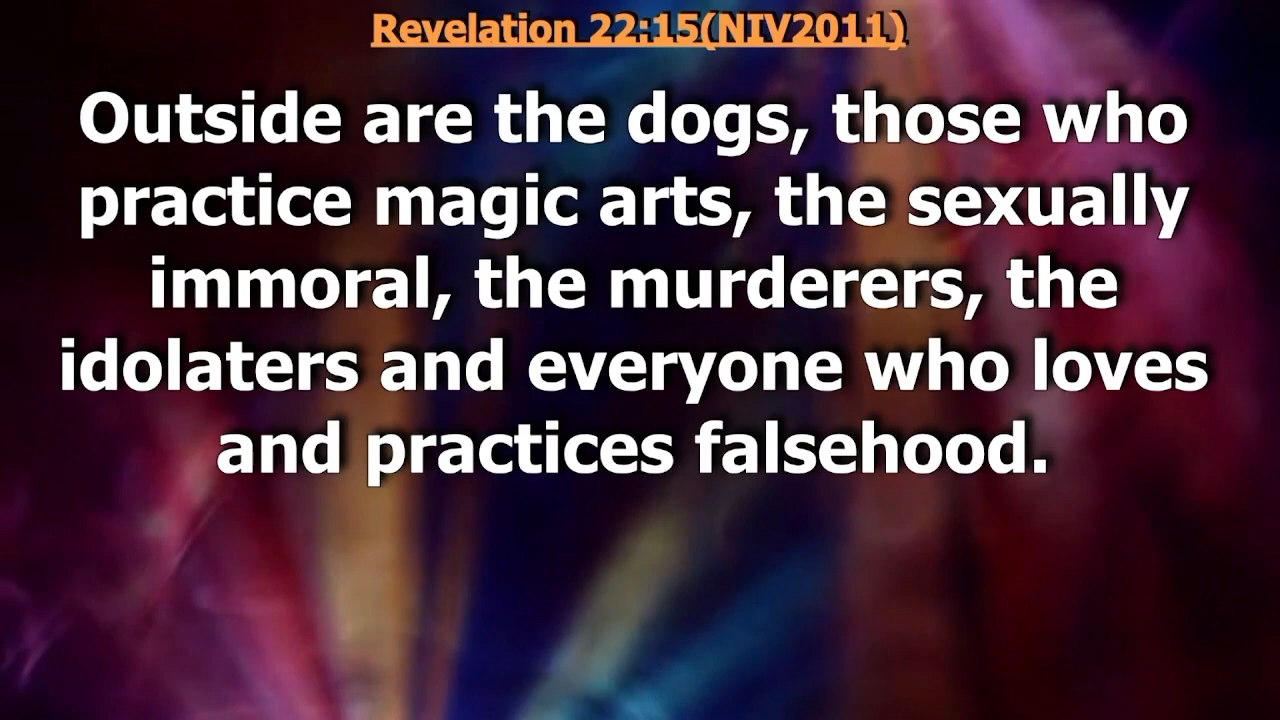 Revelation 22:15(NIV2011)
Outside are the dogs, those who
practice magic arts, the sexually
immoral, the murderers, the
idolaters and everyone who loves
and practices falsehood.